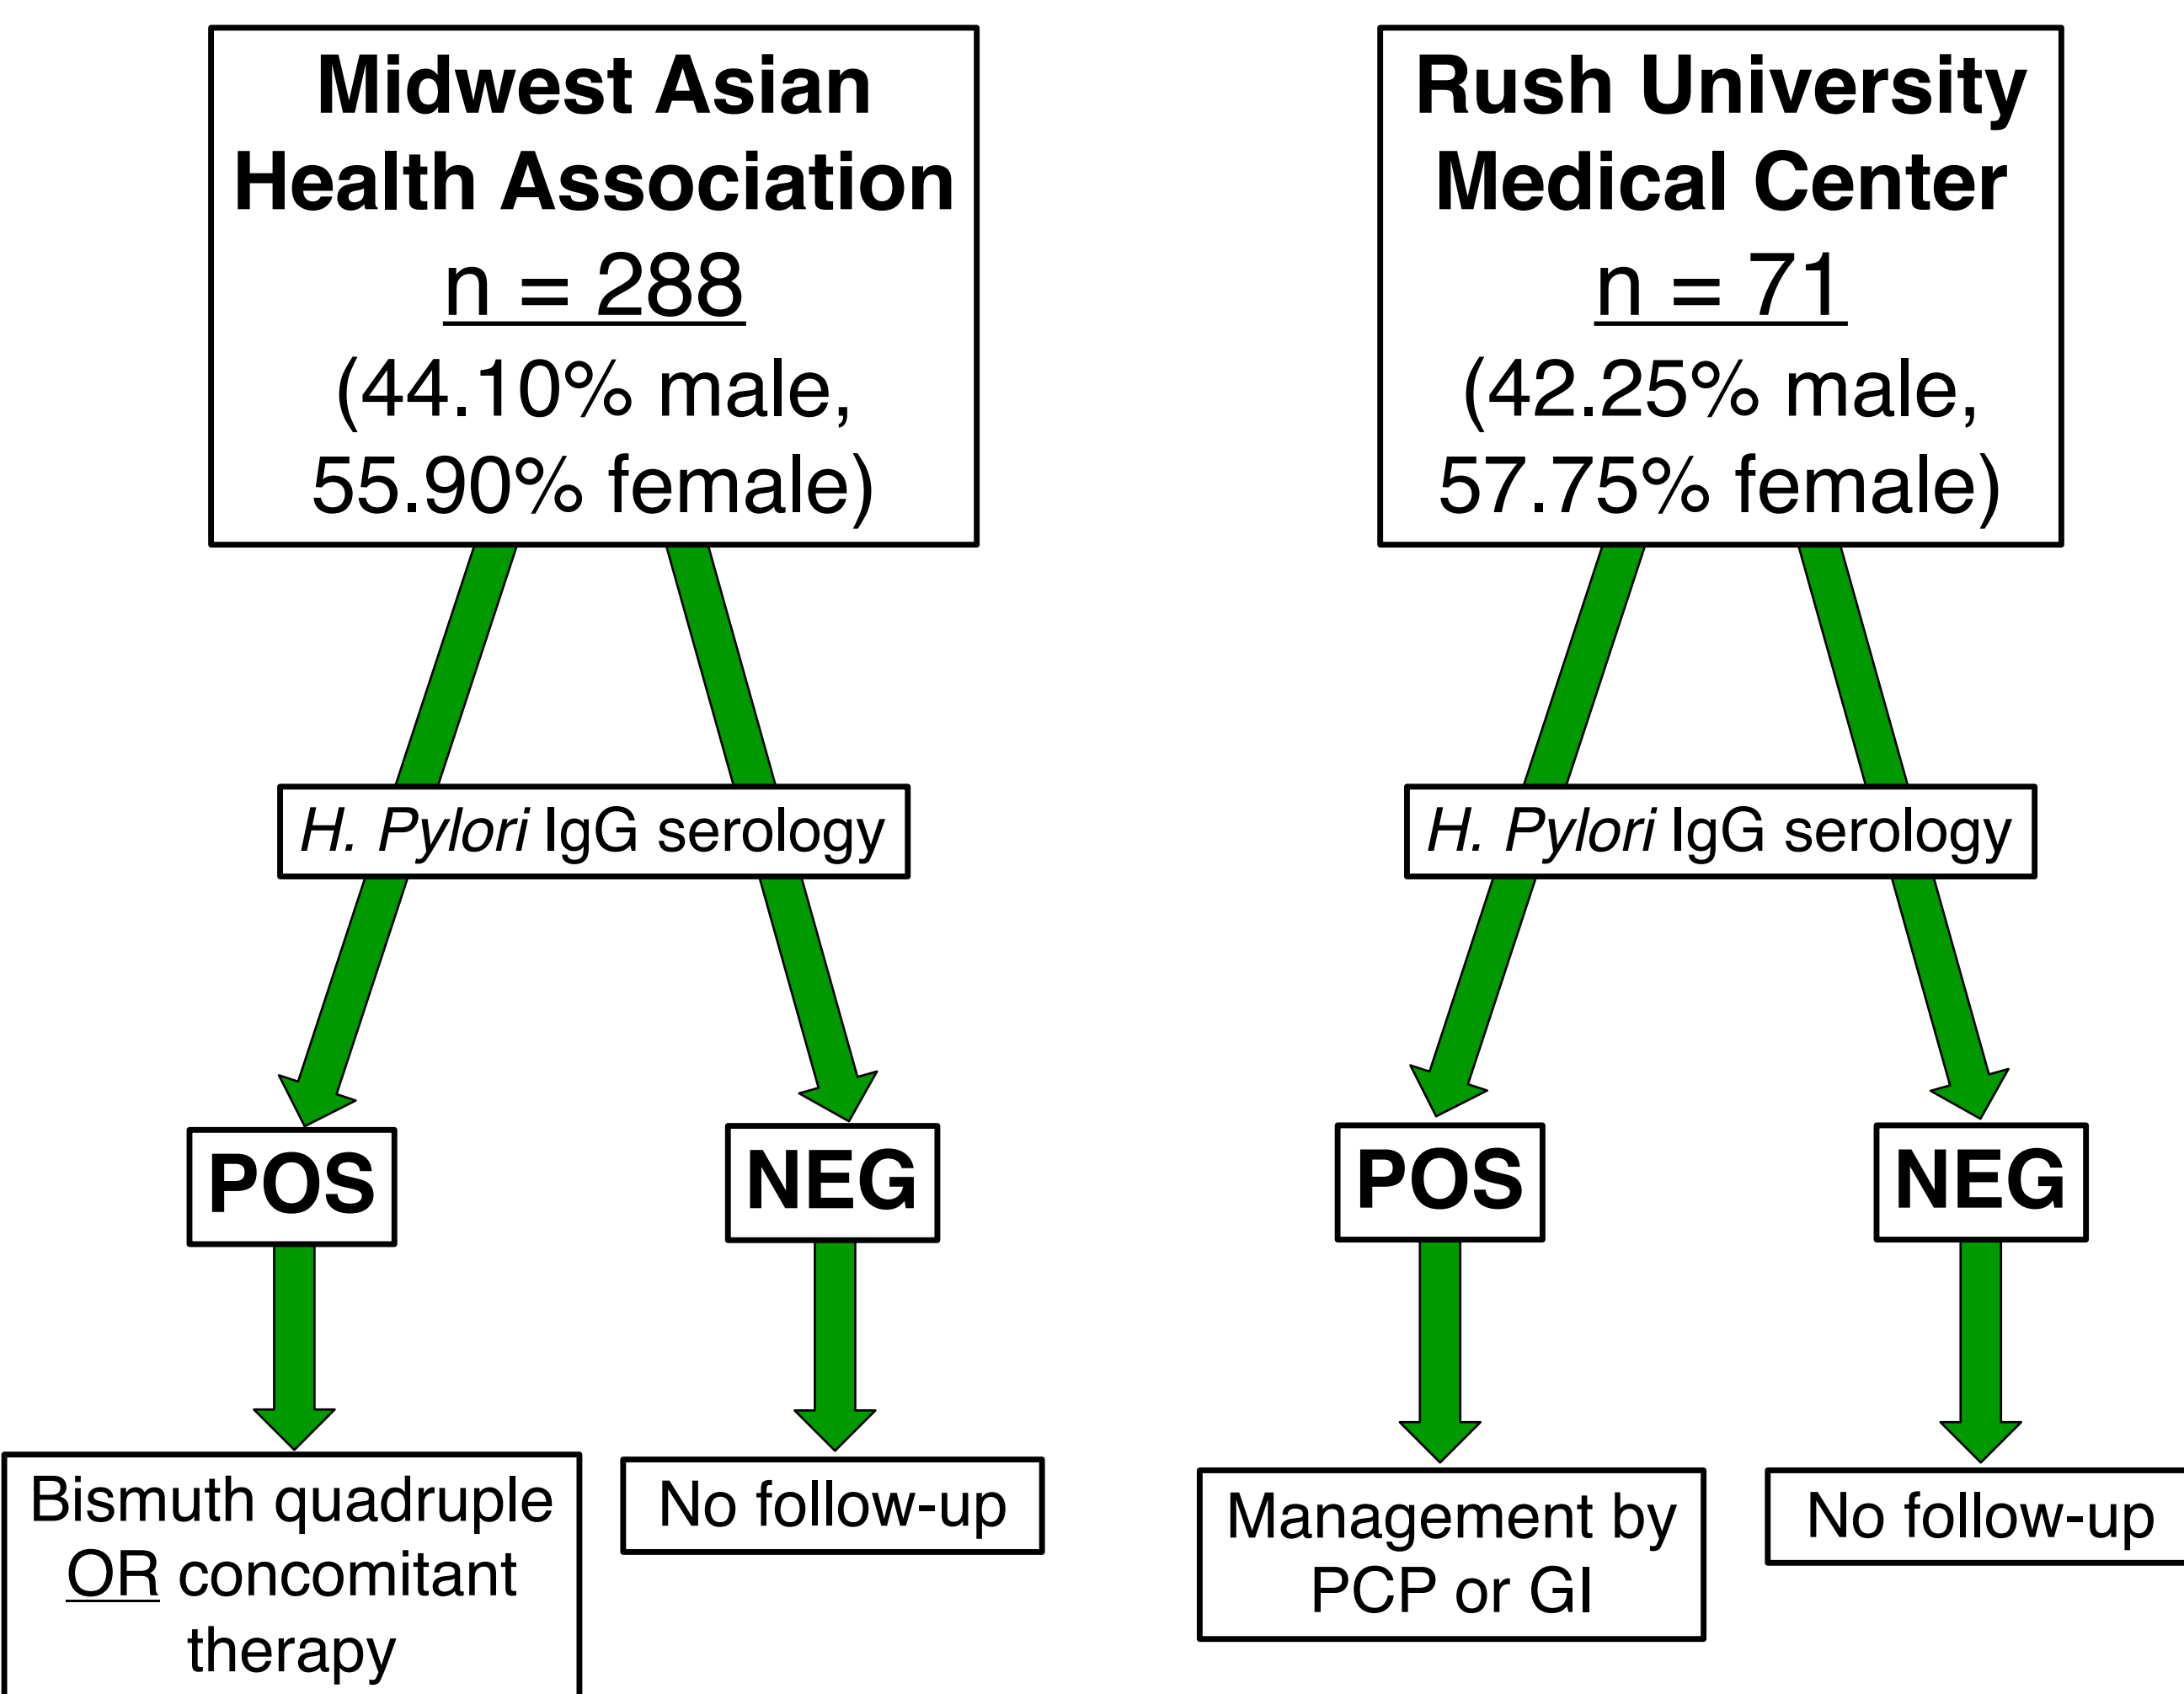 Midwest Asian
Health Association
n = 288
(44.10% male,
55.90% female)
Rush University
Medical Center
n = 71
(42.25% male,
57.75% female)
H. Pylori IgG serology
H. Pylori IgG serology
POS
NEG
POS
NEG
Bismuth quadruple
OR concomitant
therapy
No follow-up
Management by
PCP or GI
No follow-up